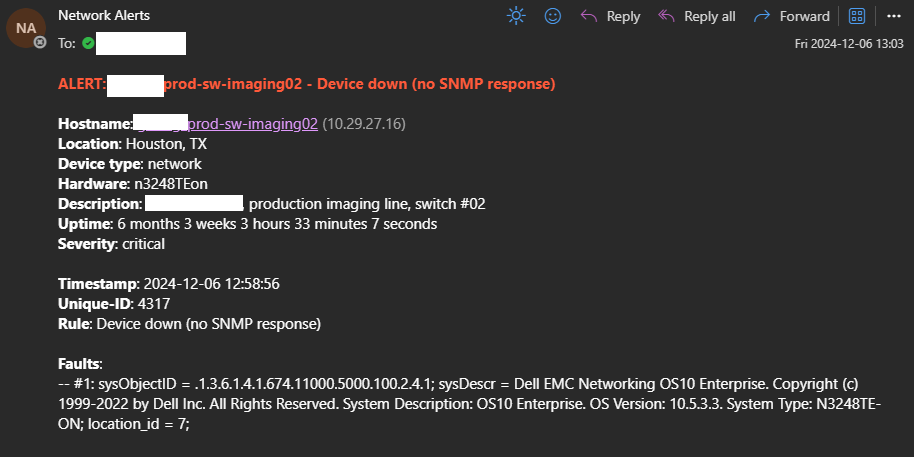 Network Alerts
NA
Reply
Reply all
Forward
To:
Fri 2024-12-06 13:03
ALERT: prod-sw-imaging02 - Device down (no SNMP response)
Hostname: prod-sw-imaging02 (10.29.27.16)
Location: Houston, TX
Device type: network
Hardware: n3248TEon
Description: , production imaging line, switch #02
Uptime: 6 months 3 weeks 3 hours 33 minutes 7 seconds
Severity: critical
Timestamp: 2024-12-06 12:58:56
Unique-ID: 4317
Rule: Device down (no SNMP response)
Faults:
-- #1: sysObjectID = .1.3.6.1.4.1.674.11000.5000.100.2.4.1; sysDescr = Dell EMC Networking OS10 Enterprise. Copyright (c)
1999-2022 by Dell Inc. All Rights Reserved. System Description: OS10 Enterprise. OS Version: 10.5.3.3. System Type: N3248TE-
ON; location_id = 7;